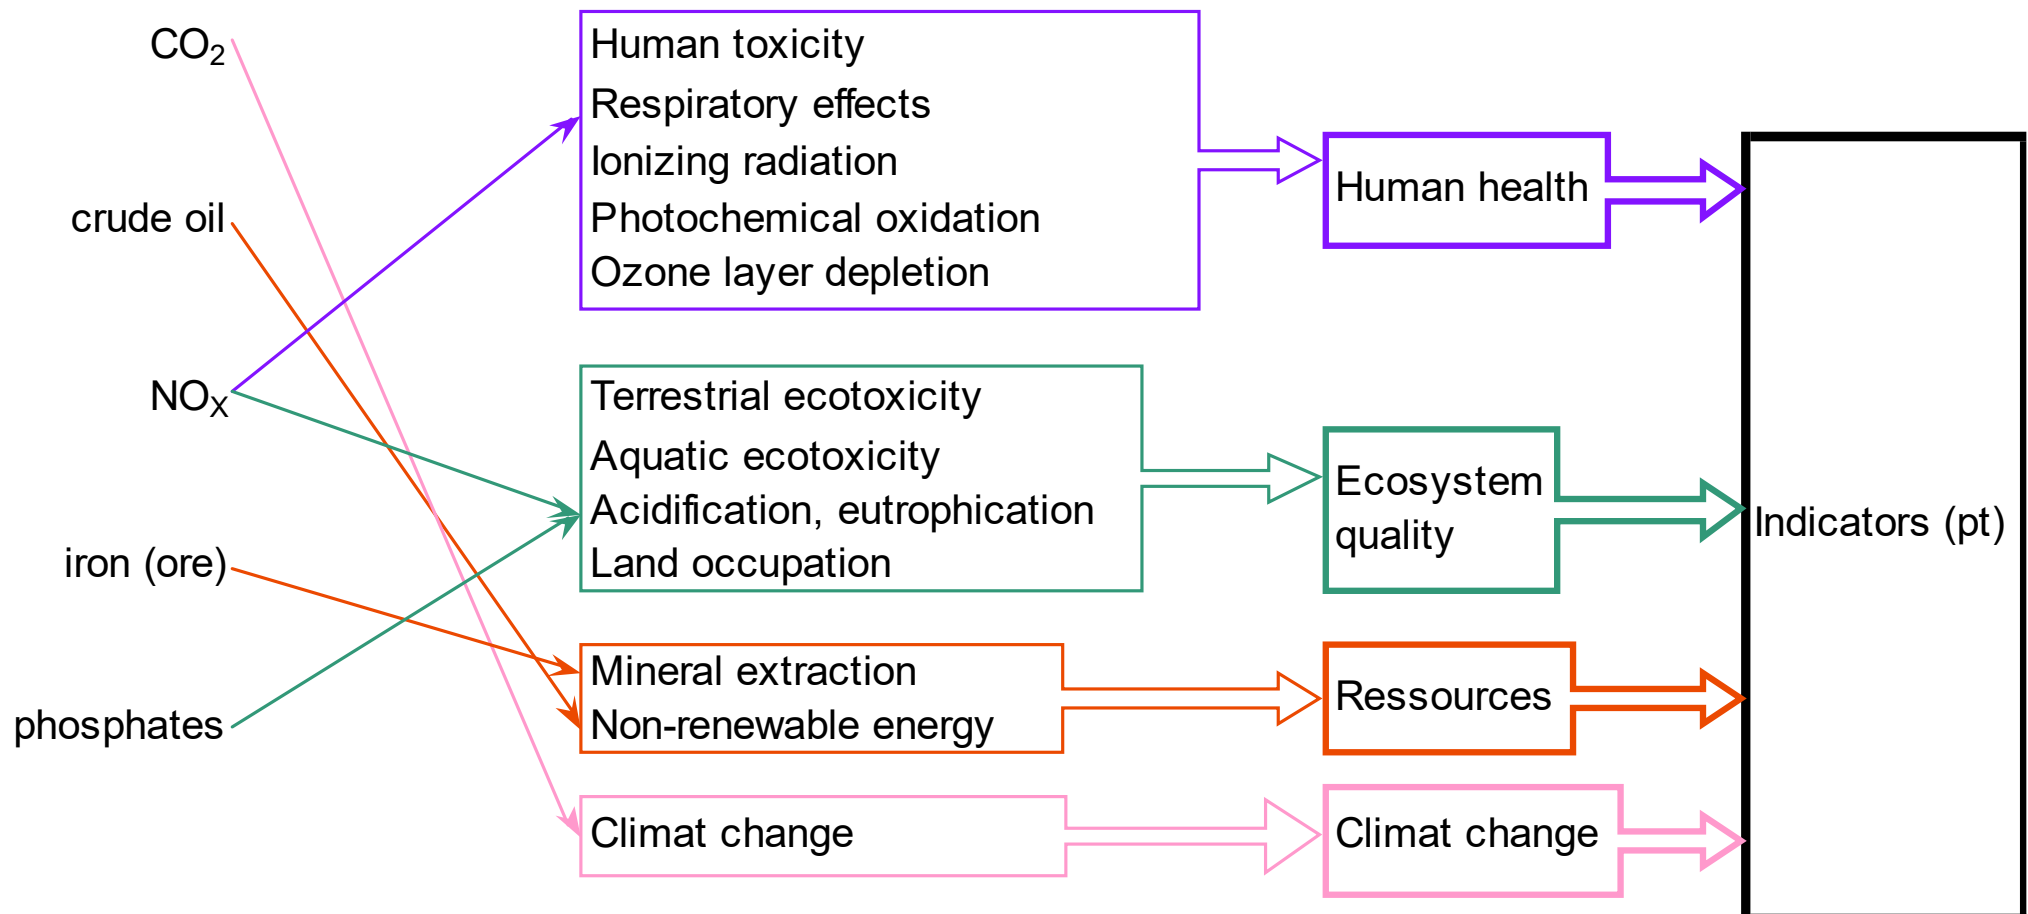 CO₂
crude oil
NOₓ
iron (ore)
phosphates
Human toxicity
Respiratory effects
Ionizing radiation
Photochemical oxidation
Ozone layer depletion
Terrestrial ecotoxicity
Aquatic ecotoxicity
Acidification, eutrophication
Land occupation
Mineral extraction
Non-renewable energy
Climat change
Human health
Ecosystem
quality
Ressources
Climat change
Indicators (pt)